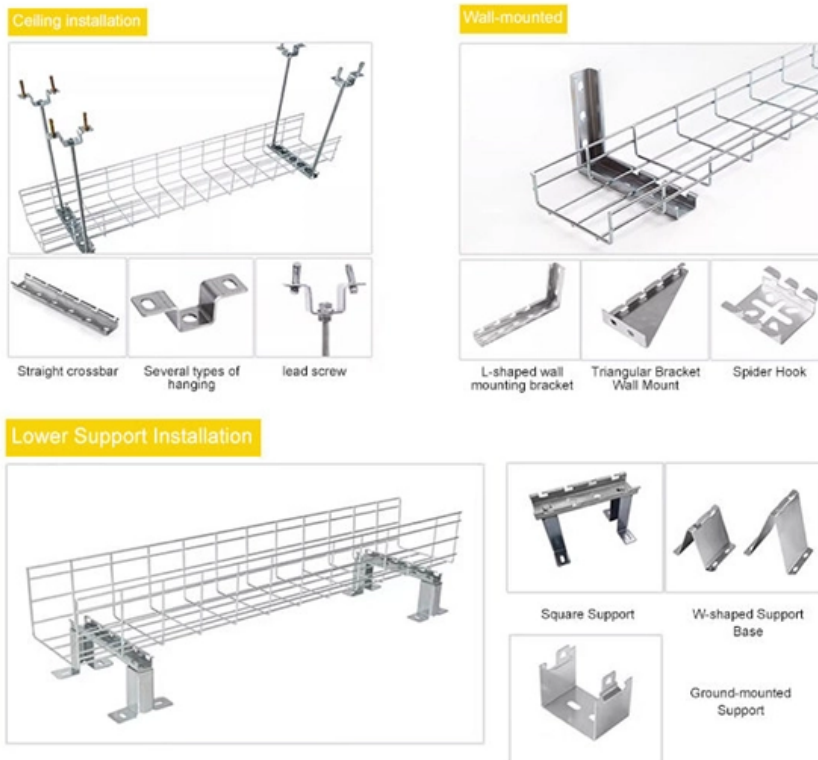 Ceiling installation
Wall-mounted
Straight crossbar
Several types of
hanging
lead screw
L-shaped wall
mounting bracket
Triangular Bracket
Wall Mount
Spider Hook
Lower Support Installation
Square Support
W-shaped Support
Base
Ground-mounted
Support